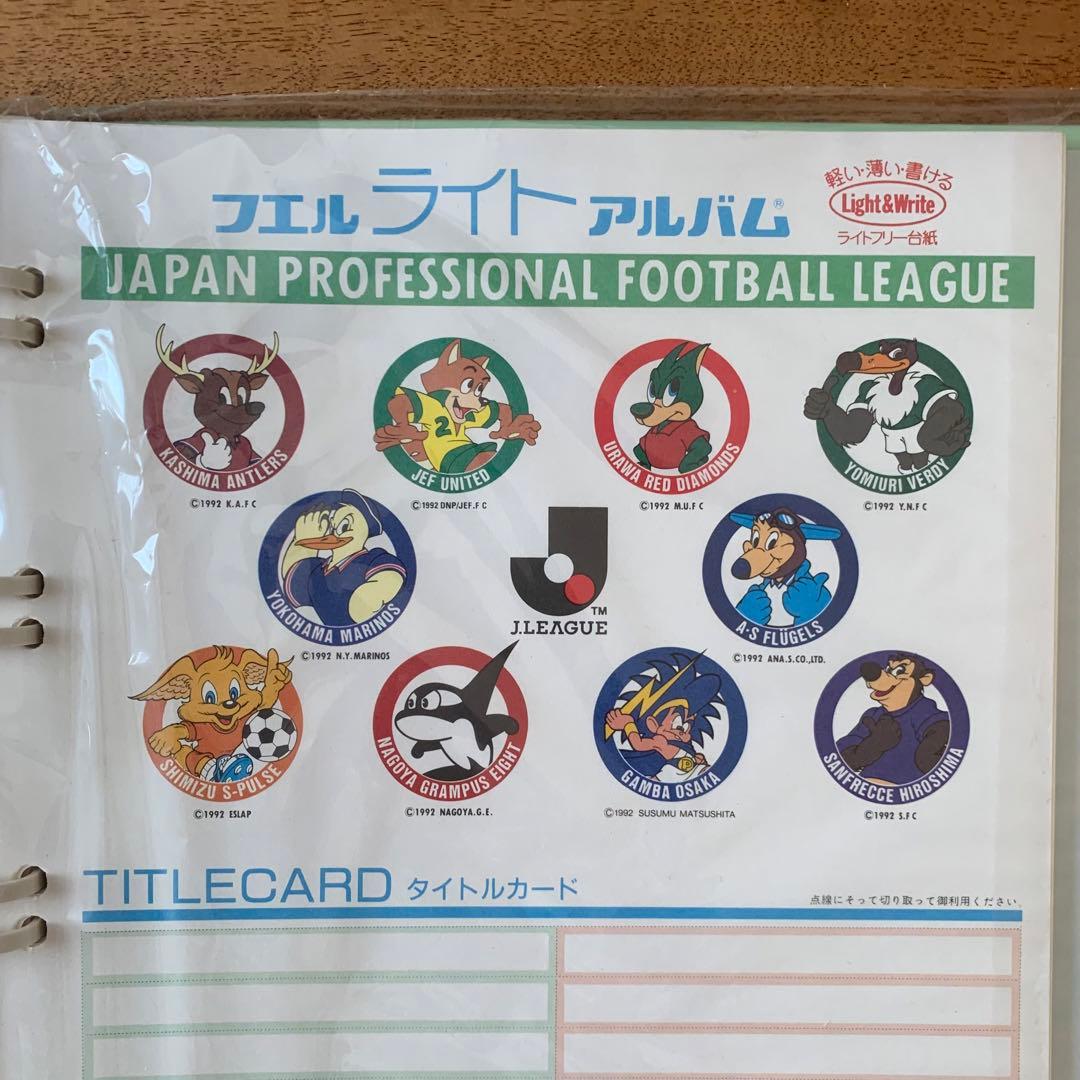 フエルライトアルバム®
軽い・薄い・書ける
Light&Write
ライトフリー台紙
JAPAN PROFESSIONAL FOOTBALL LEAGUE
KASHIMA ANTLERS
©1992 K.A.F C
2
JEF UNITED
©1992 DNP/JEF.F C
URAWA RED DIAMONDS
©1992 M.U.F C
YOMIURI VERDY
©1992 Y.N.F C
YOKOHAMA MARINOS
©1992 N.Y.MARINOS
TM
J.LEAGUE
A·S FLÜGELS
©1992 ANA.S.CO.,LTD.
SHIMIZU S-PULSE
©1992 ESLAP
NAGOYA GRAMPUS EIGHT
©1992 NAGOYA.G.E.
GAMBA OSAKA
©1992 SUSUMU MATSUSHITA
SANFRECCE HIROSHIMA
©1992 S.F C
TITLECARD タイトルカード
点線にそって切り取って御利用ください。